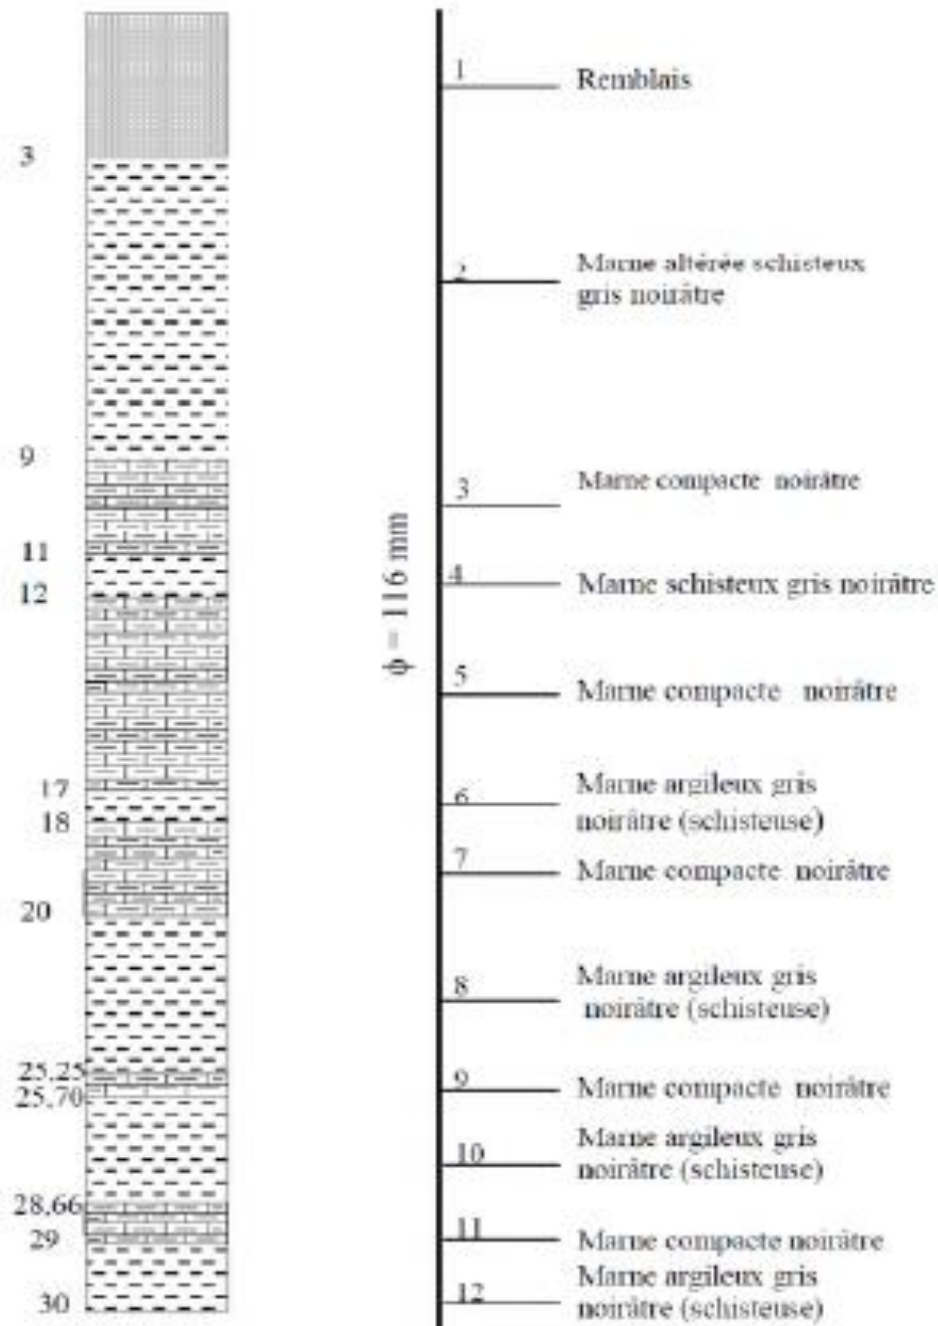 1
Remblais
3
2
Marne altérée schisteux
gris noirâtre
9
3
Marne compacte noirâtre
11
12
4
Marne schisteux gris noirâtre
ϕ = 116 mm
5
Marne compacte noirâtre
17
18
6
Marne argileux gris
noirâtre (schisteuse)
7
Marne compacte noirâtre
20
8
Marne argileux gris
noirâtre (schisteuse)
25,25
25,70
9
Marne compacte noirâtre
10
Marne argileux gris
noirâtre (schisteuse)
28,66
29
11
Marne compacte noirâtre
30
12
Marne argileux gris
noirâtre (schisteuse)